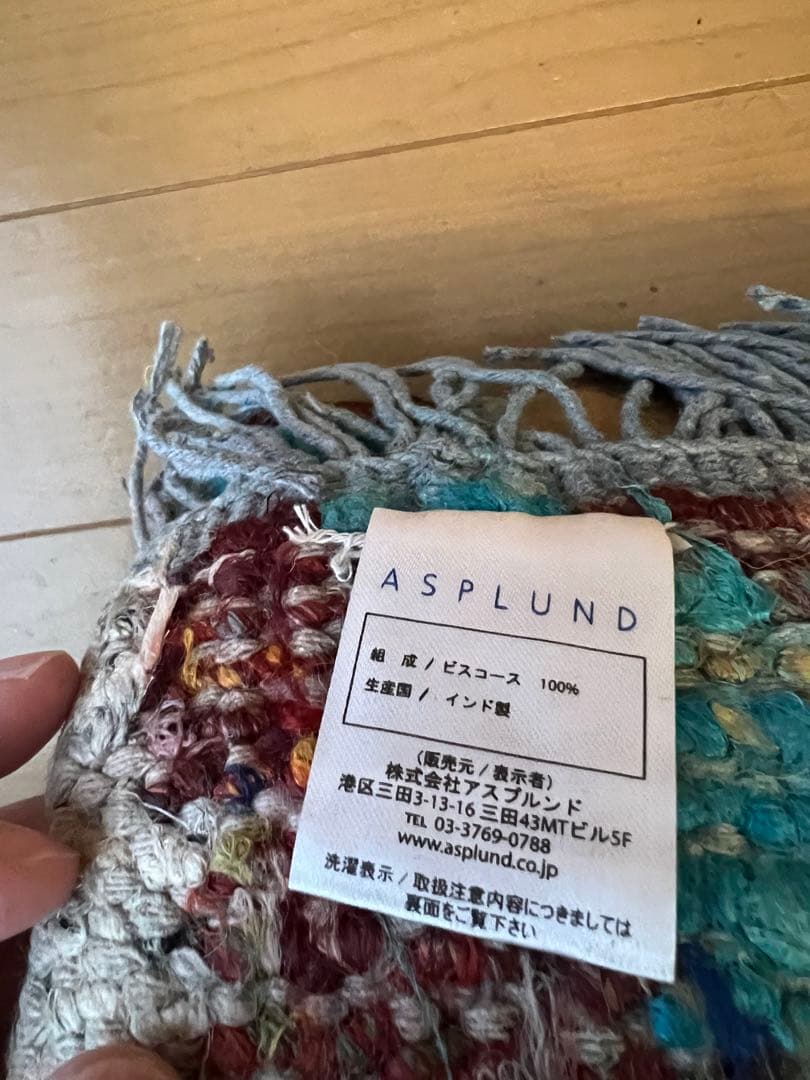 ASPLUND
組 成 / ビスコース 100%
生産国 / インド製
(販売元 / 表示者)
株式会社アスプルンド
港区三田3-13-16 三田43MTビル5F
TEL 03-3769-0788
www.asplund.co.jp
洗濯表示 / 取扱注意内容につきましては
裏面をご覧下さい